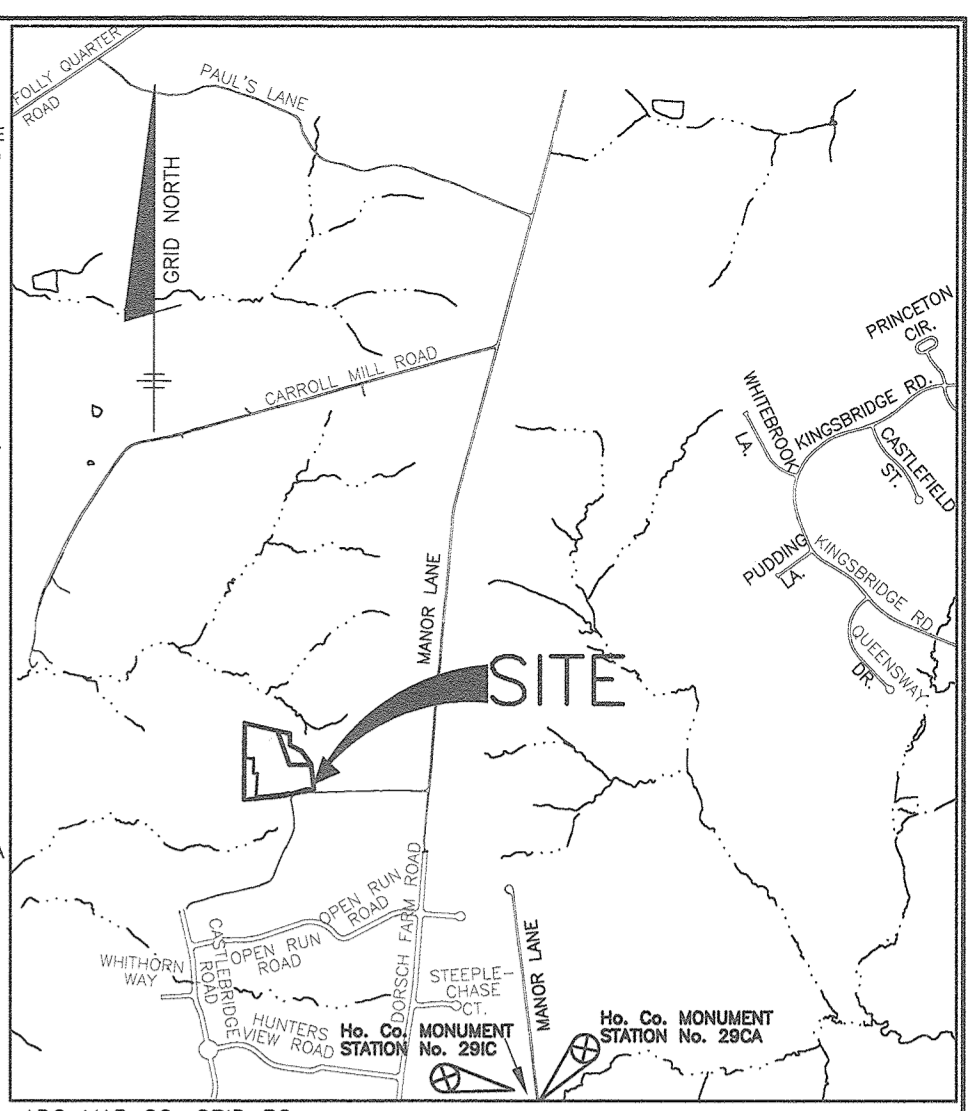 FOLLY QUARTER
ROAD
PAUL'S LANE
GRID NORTH
PRINCETON
CIR.
CARROLL MILL ROAD
WHITEBROOK
LA.
KINGSBRIDGE RD.
CASTLEFIELD
ST.
PUDDING
LA.
KINGSBRIDGE RD.
QUEENSWAY
DR.
MANOR LANE
SITE
OPEN RUN
ROAD
OPEN RUN
ROAD
DORSCH FARM ROAD
CASTLEBRIDGE
ROAD
WHITHORN
WAY
STEEPLE-
CHASE
CT.
MANOR LANE
HUNTERS
VIEW ROAD
Ho. Co. MONUMENT
STATION No. 29IC
Ho. Co. MONUMENT
STATION No. 29CA